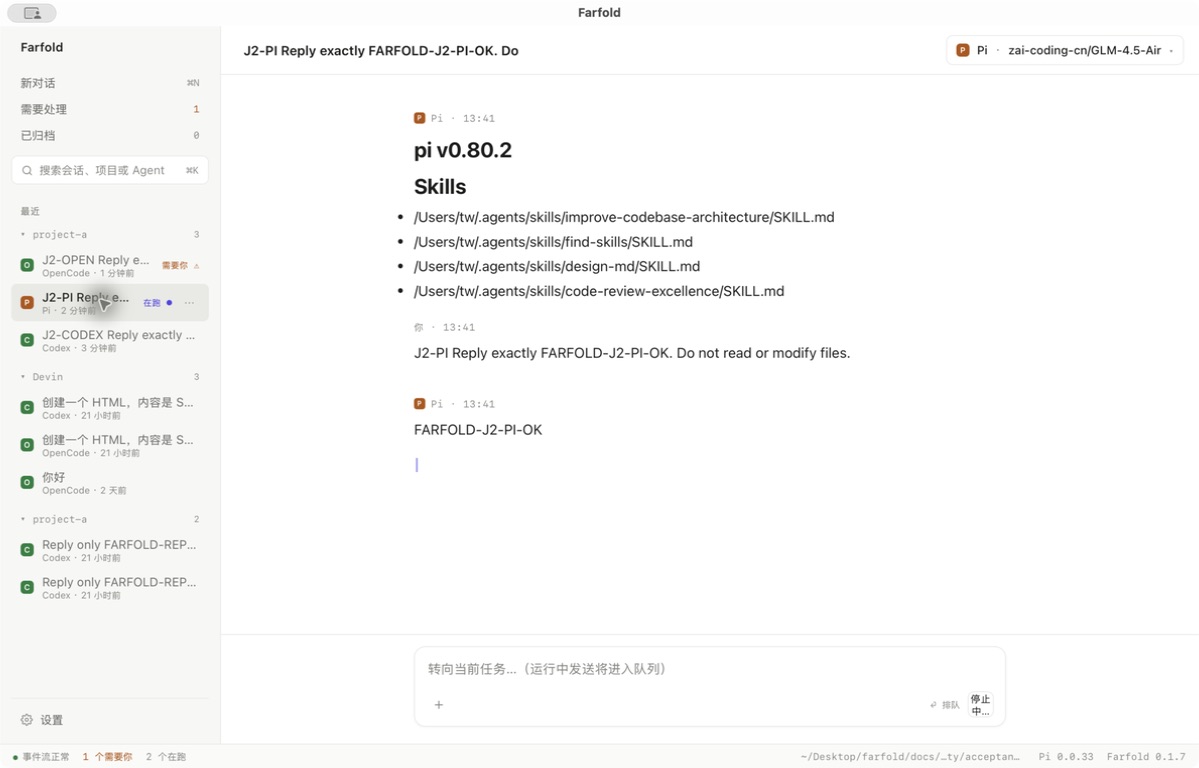 Farfold
Farfold
新对话 ⌘N
需要处理 1
已归档 0
搜索会话、项目或 Agent ⌘K
最近
project-a 3
O J2-OPEN Reply e... 需要你
OpenCode · 1 分钟前
P J2-PI Reply e... 在跑 ...
Pi · 2 分钟前
C J2-CODEX Reply exactly ...
Codex · 3 分钟前
Devin 3
C 创建一个 HTML，内容是 S...
Codex · 21 小时前
O 创建一个 HTML，内容是 S...
OpenCode · 21 小时前
O 你好
OpenCode · 2 天前
project-a 2
C Reply only FARFOLD-REP...
Codex · 21 小时前
C Reply only FARFOLD-REP...
Codex · 21 小时前
设置
J2-PI Reply exactly FARFOLD-J2-PI-OK. Do
P Pi · zai-coding-cn/GLM-4.5-Air
P Pi · 13:41
pi v0.80.2
Skills
• /Users/tw/.agents/skills/improve-codebase-architecture/SKILL.md
• /Users/tw/.agents/skills/find-skills/SKILL.md
• /Users/tw/.agents/skills/design-md/SKILL.md
• /Users/tw/.agents/skills/code-review-excellence/SKILL.md
你 · 13:41
J2-PI Reply exactly FARFOLD-J2-PI-OK. Do not read or modify files.
P Pi · 13:41
FARFOLD-J2-PI-OK
转向当前任务...（运行中发送将进入队列）
+ ⏎ 排队 停止
中...
事件流正常 1 个需要你 2 个在跑 ~/Desktop/farfold/docs/…ty/acceptan… Pi 0.0.33 Farfold 0.1.7